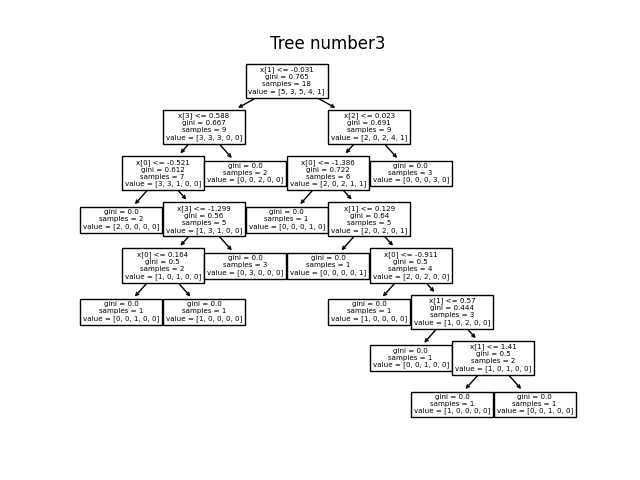 Tree number3
x[1] <= -0.031
gini = 0.765
samples = 18
value = [5, 3, 5, 4, 1]
x[3] <= 0.588
gini = 0.667
samples = 9
value = [3, 3, 3, 0, 0]
x[2] <= 0.023
gini = 0.691
samples = 9
value = [2, 0, 2, 4, 1]
x[0] <= -0.521
gini = 0.612
samples = 7
value = [3, 3, 1, 0, 0]
gini = 0.0
samples = 2
value = [0, 0, 2, 0, 0]
x[0] <= -1.386
gini = 0.722
samples = 6
value = [2, 0, 2, 1, 1]
gini = 0.0
samples = 3
value = [0, 0, 0, 3, 0]
gini = 0.0
samples = 2
value = [2, 0, 0, 0, 0]
x[3] <= -1.299
gini = 0.56
samples = 5
value = [1, 3, 1, 0, 0]
gini = 0.0
samples = 1
value = [0, 0, 0, 1, 0]
x[1] <= 0.129
gini = 0.64
samples = 5
value = [2, 0, 2, 0, 1]
x[0] <= 0.164
gini = 0.5
samples = 2
value = [1, 0, 1, 0, 0]
gini = 0.0
samples = 3
value = [0, 3, 0, 0, 0]
gini = 0.0
samples = 1
value = [0, 0, 0, 0, 1]
x[0] <= -0.911
gini = 0.5
samples = 4
value = [2, 0, 2, 0, 0]
gini = 0.0
samples = 1
value = [0, 0, 1, 0, 0]
gini = 0.0
samples = 1
value = [1, 0, 0, 0, 0]
gini = 0.0
samples = 1
value = [1, 0, 0, 0, 0]
x[1] <= 0.57
gini = 0.444
samples = 3
value = [1, 0, 2, 0, 0]
gini = 0.0
samples = 1
value = [0, 0, 1, 0, 0]
x[1] <= 1.41
gini = 0.5
samples = 2
value = [1, 0, 1, 0, 0]
gini = 0.0
samples = 1
value = [1, 0, 0, 0, 0]
gini = 0.0
samples = 1
value = [0, 0, 1, 0, 0]